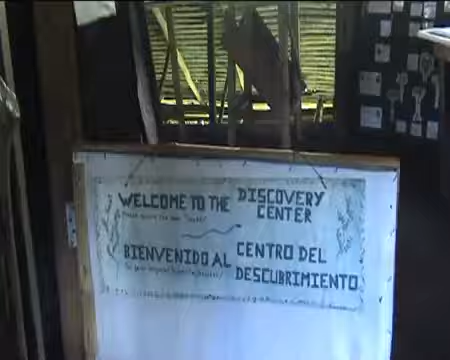 WELCOME TO THE DISCOVERY CENTER
BIENVENIDO AL CENTRO DEL DESCUBRIMIENTO